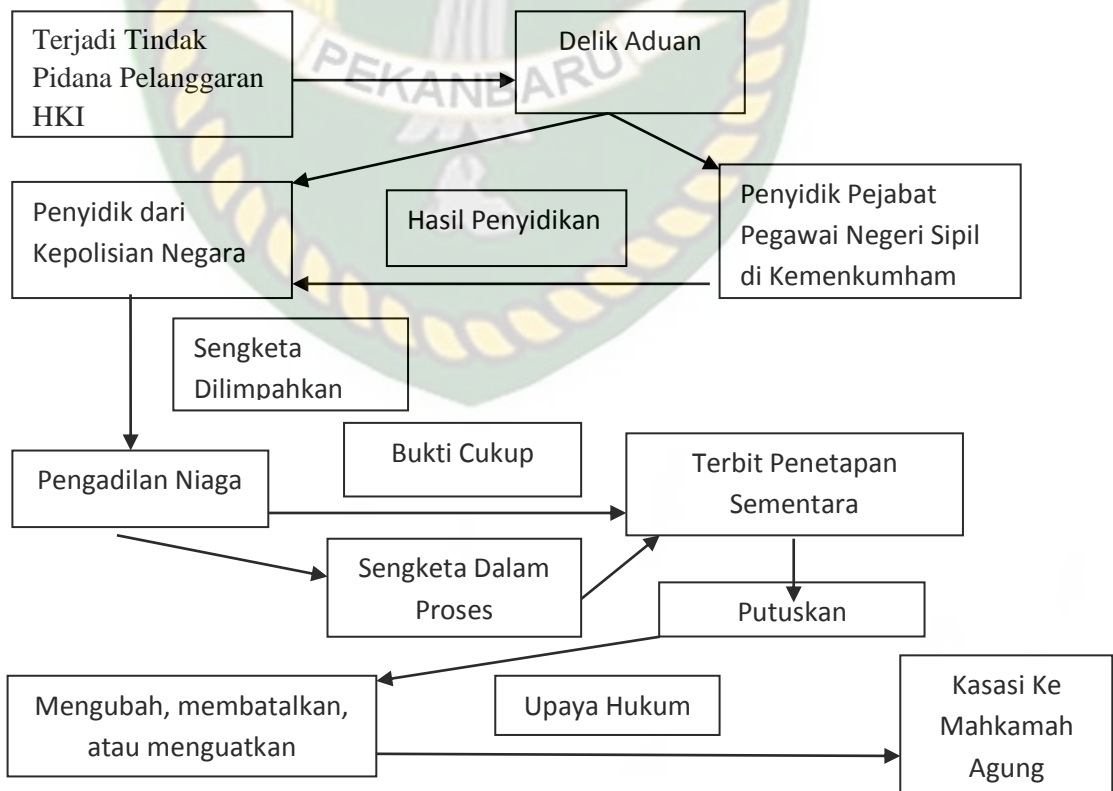 Terjadi Tindak
Pidana Pelanggaran
HKI
Delik Aduan
PEKANBARU
Penyidik dari
Kepolisian Negara
Hasil Penyidikan
Penyidik Pejabat
Pegawai Negeri Sipil
di Kemenkumham
Sengketa
Dilimpahkan
Pengadilan Niaga
Bukti Cukup
Terbit Penetapan
Sementara
Sengketa Dalam
Proses
Putuskan
Mengubah, membatalkan,
atau menguatkan
Upaya Hukum
Kasasi Ke
Mahkamah
Agung